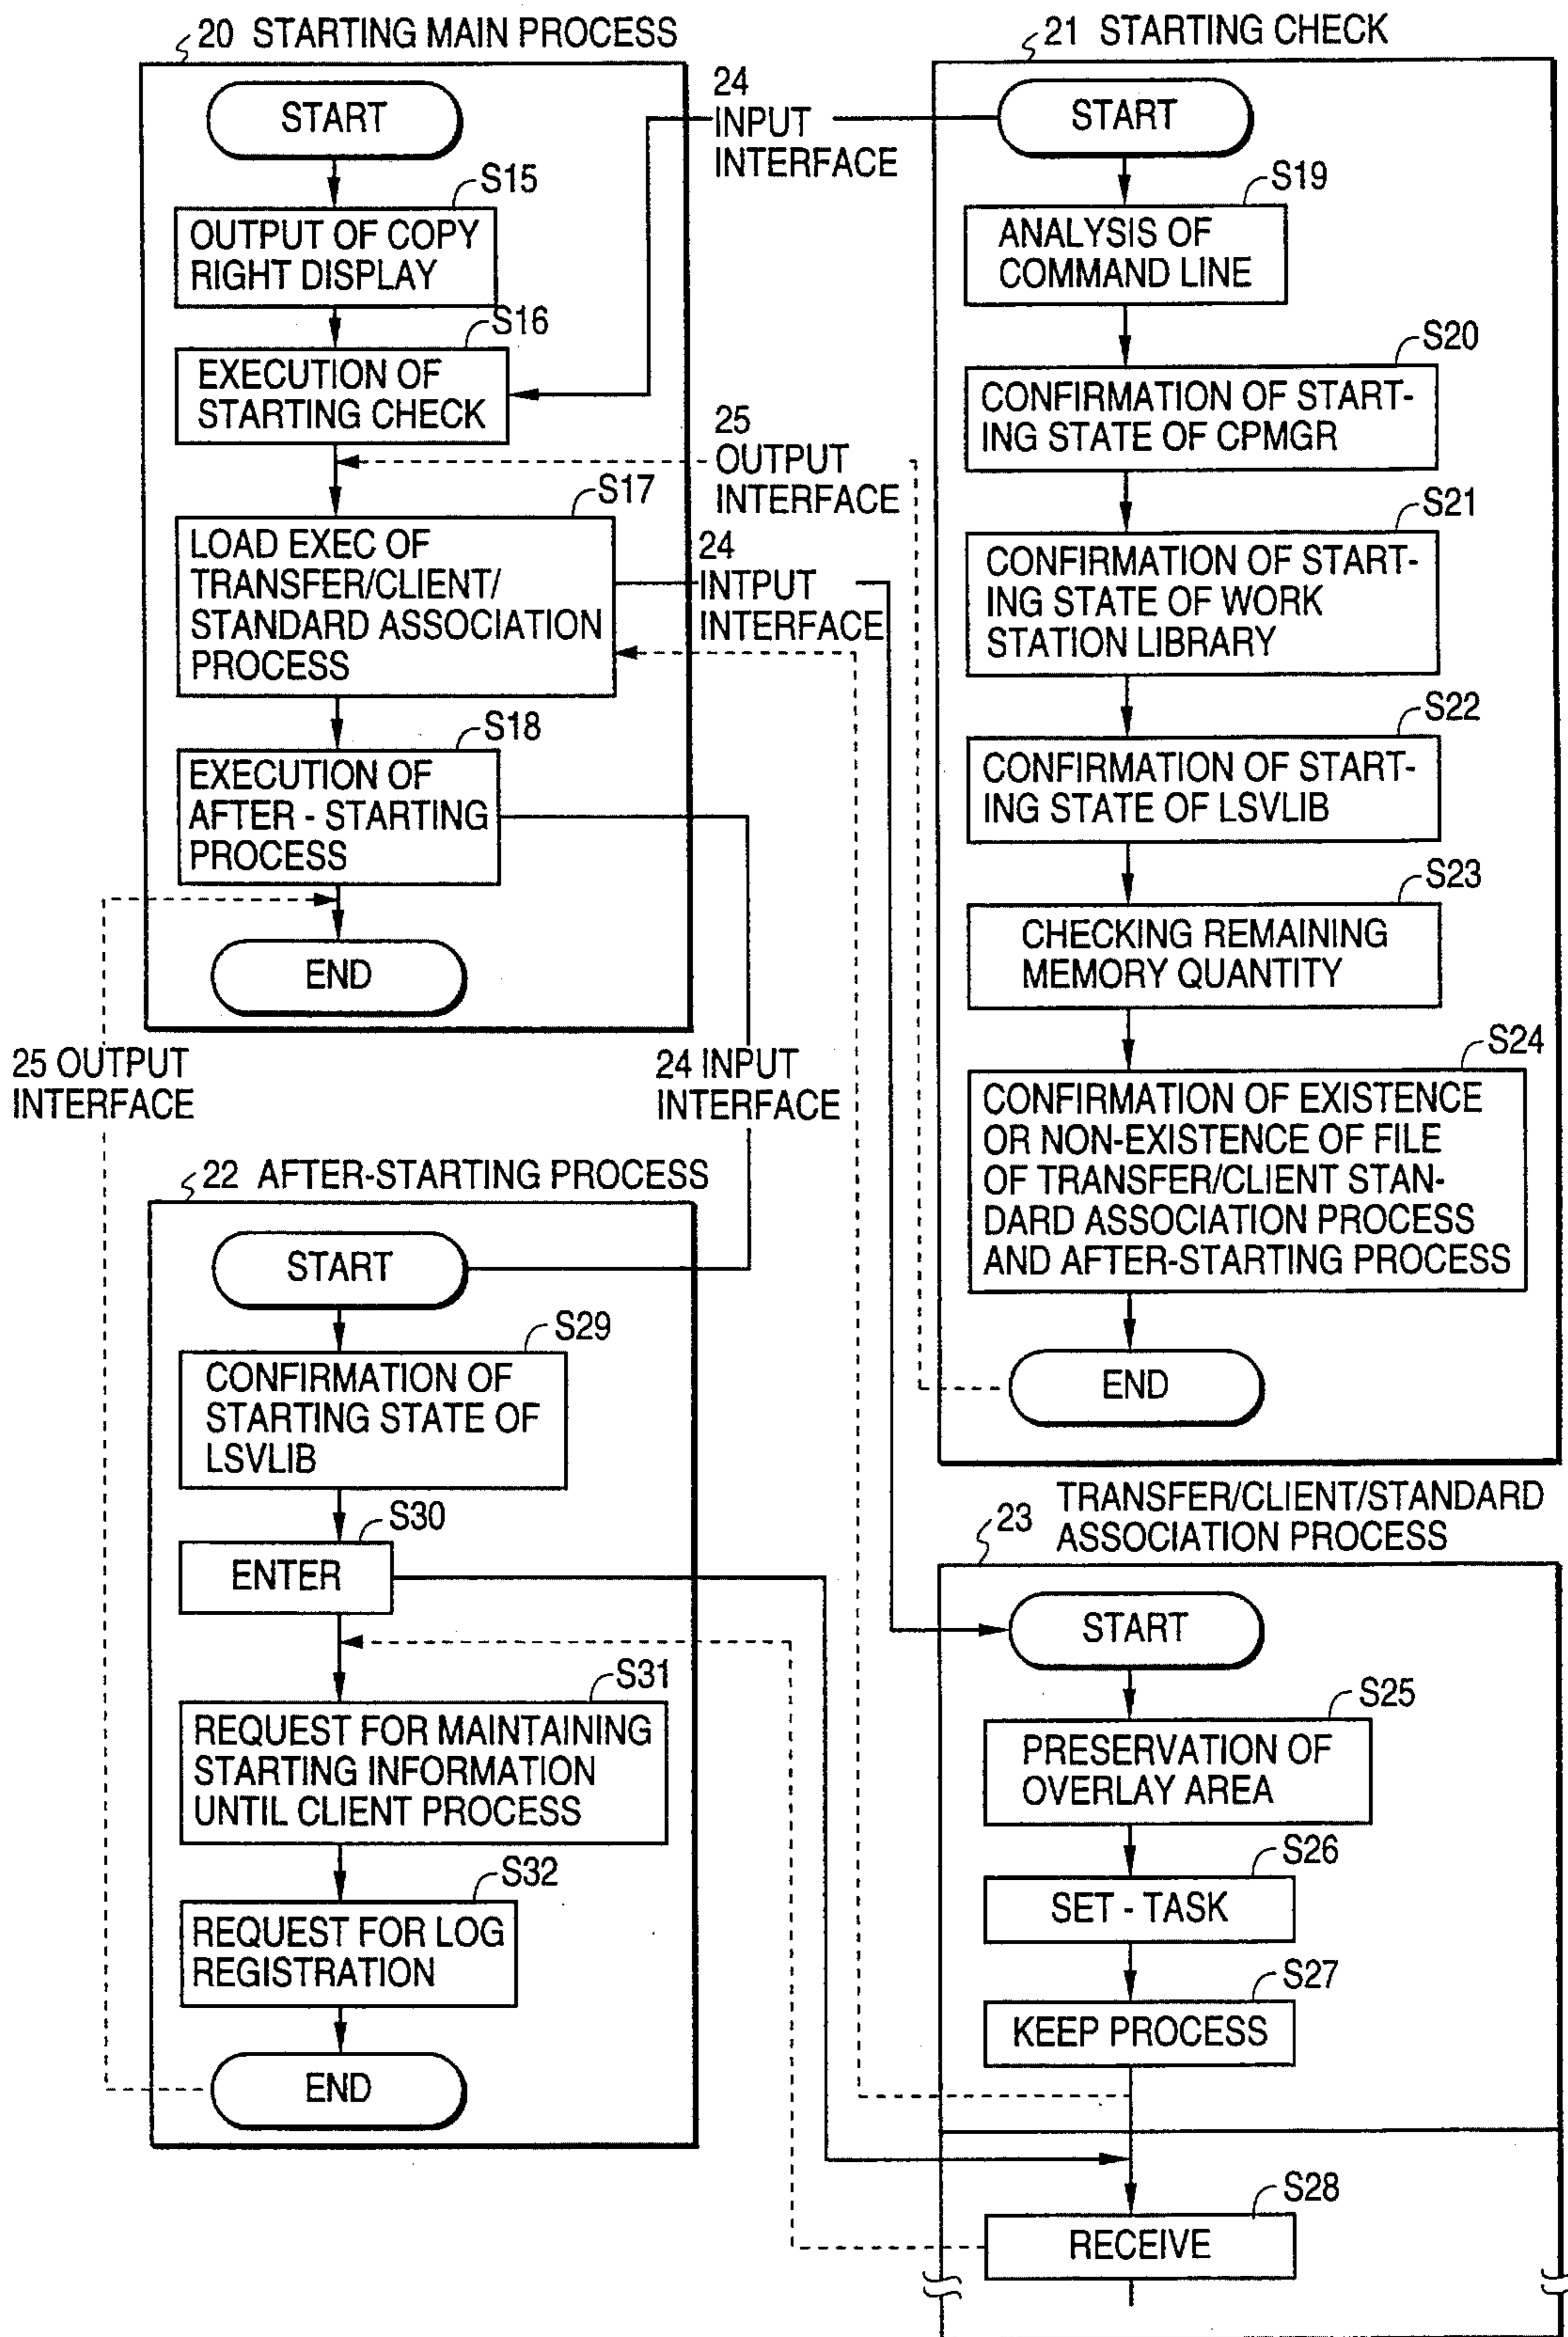 20 STARTING MAIN PROCESS
START
S15
OUTPUT OF COPY
RIGHT DISPLAY
S16
EXECUTION OF
STARTING CHECK
S17
LOAD EXEC OF
TRANSFER/CLIENT/
STANDARD ASSOCIATION
PROCESS
S18
EXECUTION OF
AFTER - STARTING
PROCESS
END
24
INPUT
INTERFACE
25
OUTPUT
INTERFACE
24
INTPUT
INTERFACE
25 OUTPUT
INTERFACE
24 INPUT
INTERFACE
21 STARTING CHECK
START
S19
ANALYSIS OF
COMMAND LINE
S20
CONFIRMATION OF START-
ING STATE OF CPMGR
S21
CONFIRMATION OF START-
ING STATE OF WORK
STATION LIBRARY
S22
CONFIRMATION OF START-
ING STATE OF LSVLIB
S23
CHECKING REMAINING
MEMORY QUANTITY
S24
CONFIRMATION OF EXISTENCE
OR NON-EXISTENCE OF FILE
OF TRANSFER/CLIENT STAN-
DARD ASSOCIATION PROCESS
AND AFTER-STARTING PROCESS
END
22 AFTER-STARTING PROCESS
START
S29
CONFIRMATION OF
STARTING STATE OF
LSVLIB
S30
ENTER
S31
REQUEST FOR MAINTAINING
STARTING INFORMATION
UNTIL CLIENT PROCESS
S32
REQUEST FOR LOG
REGISTRATION
END
23 TRANSFER/CLIENT/STANDARD
ASSOCIATION PROCESS
START
S25
PRESERVATION OF
OVERLAY AREA
S26
SET - TASK
S27
KEEP PROCESS
S28
RECEIVE